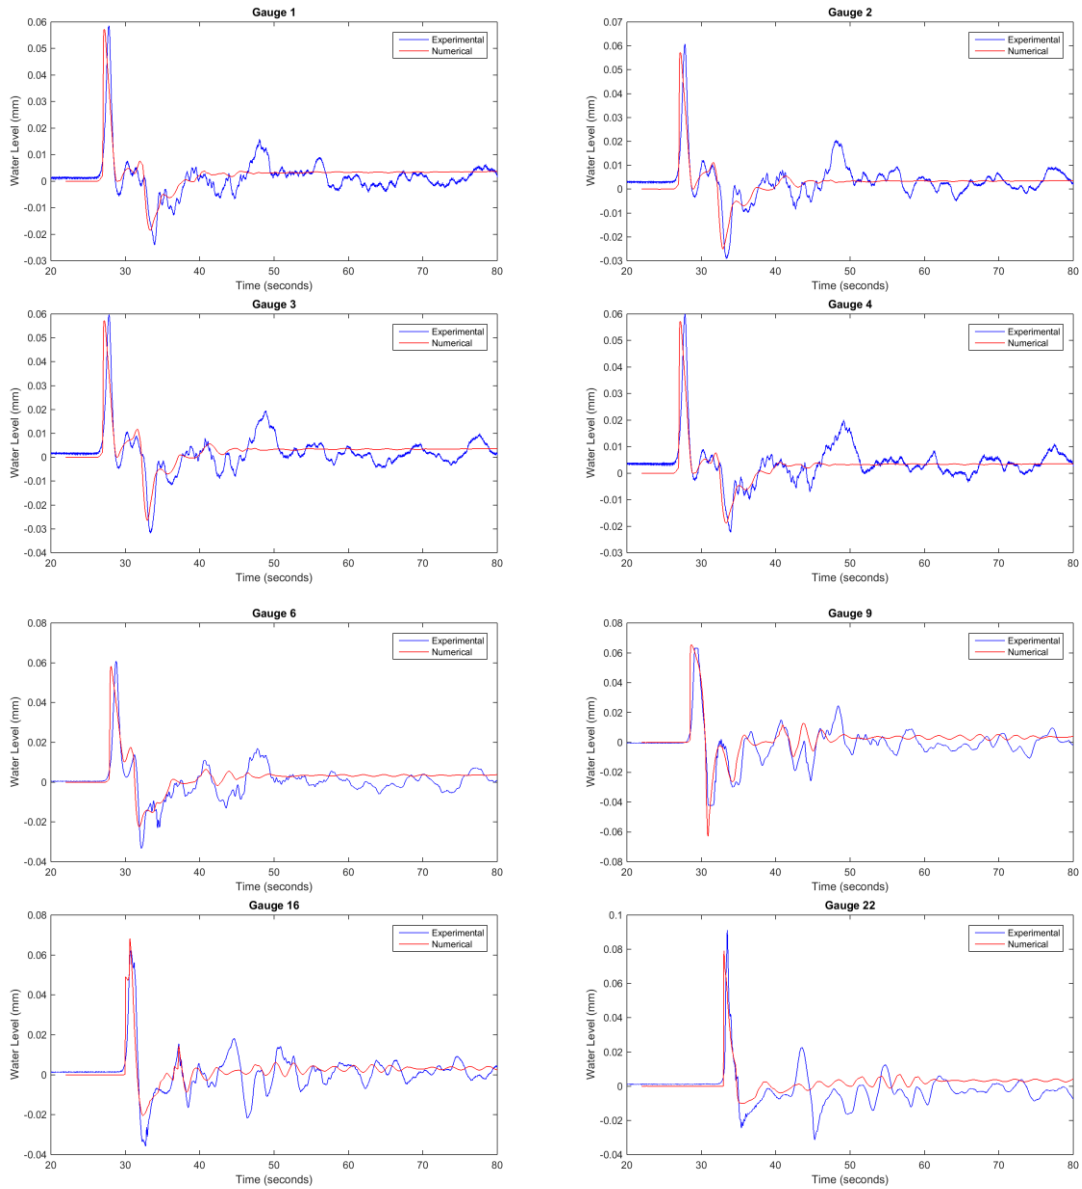 Gauge 1
0.06
0.05
0.04
0.03
0.02
0.01
0
-0.01
-0.02
-0.03
Water Level (mm)
20 30 40 50 60 70 80
Time (seconds)
Experimental
Numerical
Gauge 2
0.07
0.06
0.05
0.04
0.03
0.02
0.01
0
-0.01
-0.02
-0.03
Water Level (mm)
20 30 40 50 60 70 80
Time (seconds)
Experimental
Numerical
Gauge 3
0.06
0.05
0.04
0.03
0.02
0.01
0
-0.01
-0.02
-0.03
-0.04
Water Level (mm)
20 30 40 50 60 70 80
Time (seconds)
Experimental
Numerical
Gauge 4
0.06
0.05
0.04
0.03
0.02
0.01
0
-0.01
-0.02
-0.03
Water Level (mm)
20 30 40 50 60 70 80
Time (seconds)
Experimental
Numerical
Gauge 6
0.08
0.06
0.04
0.02
0
-0.02
-0.04
Water Level (mm)
20 30 40 50 60 70 80
Time (seconds)
Experimental
Numerical
Gauge 9
0.08
0.06
0.04
0.02
0
-0.02
-0.04
-0.06
-0.08
Water Level (mm)
20 30 40 50 60 70 80
Time (seconds)
Experimental
Numerical
Gauge 16
0.08
0.06
0.04
0.02
0
-0.02
-0.04
Water Level (mm)
20 30 40 50 60 70 80
Time (seconds)
Experimental
Numerical
Gauge 22
0.1
0.08
0.06
0.04
0.02
0
-0.02
-0.04
Water Level (mm)
20 30 40 50 60 70 80
Time (seconds)
Experimental
Numerical